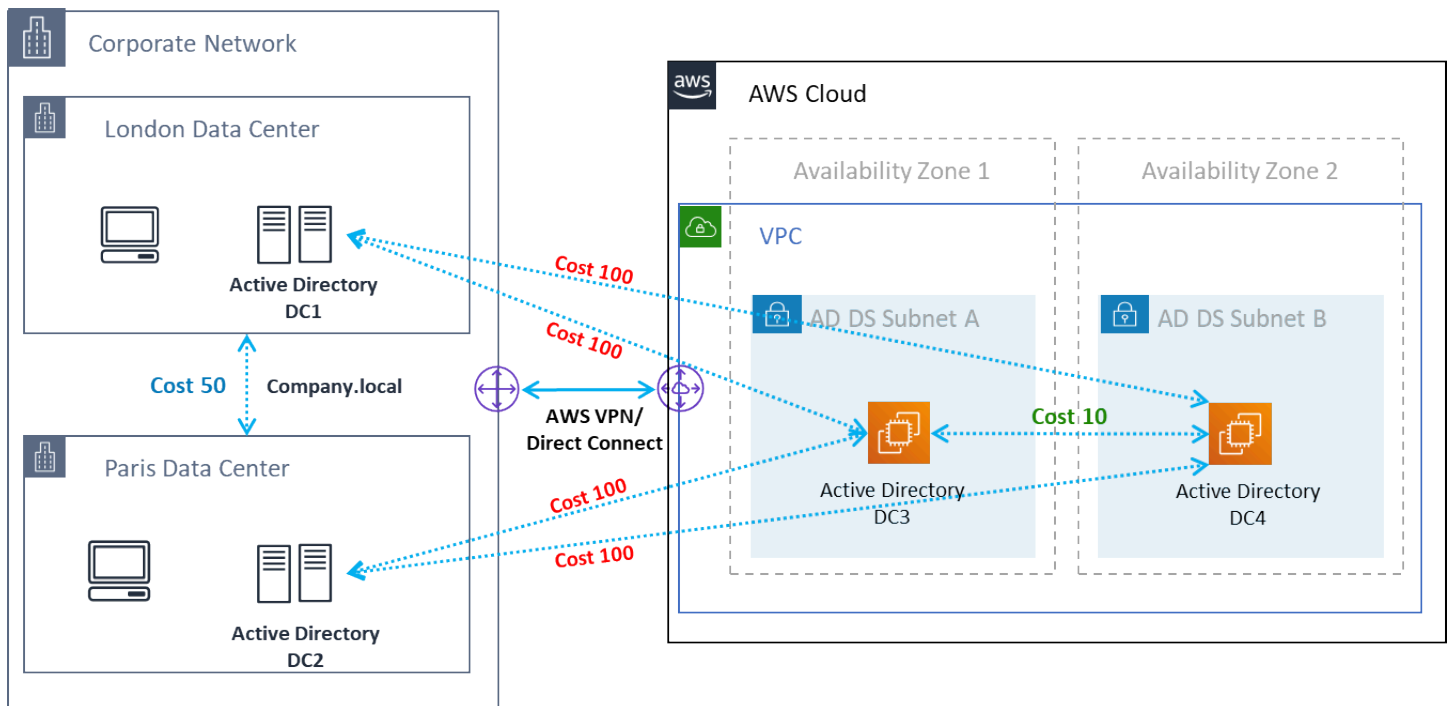 Corporate Network
London Data Center
Active Directory
DC1
Cost 50
Company.local
Paris Data Center
Active Directory
DC2
AWS VPN/
Direct Connect
Cost 100
Cost 100
Cost 100
Cost 100
aws
AWS Cloud
Availability Zone 1
Availability Zone 2
VPC
AD DS Subnet A
AD DS Subnet B
Cost 10
Active Directory
DC3
Active Directory
DC4